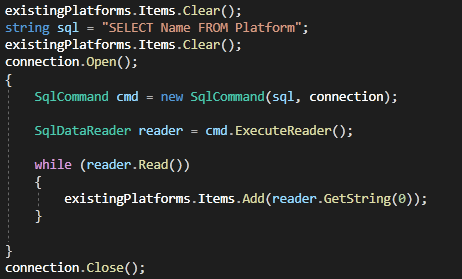 existingPlatforms.Items.Clear();
string sql = "SELECT Name FROM Platform";
existingPlatforms.Items.Clear();
connection.Open();
{
SqlCommand cmd = new SqlCommand(sql, connection);
SqlDataReader reader = cmd.ExecuteReader();
while (reader.Read())
{
existingPlatforms.Items.Add(reader.GetString(0));
}
}
connection.Close();